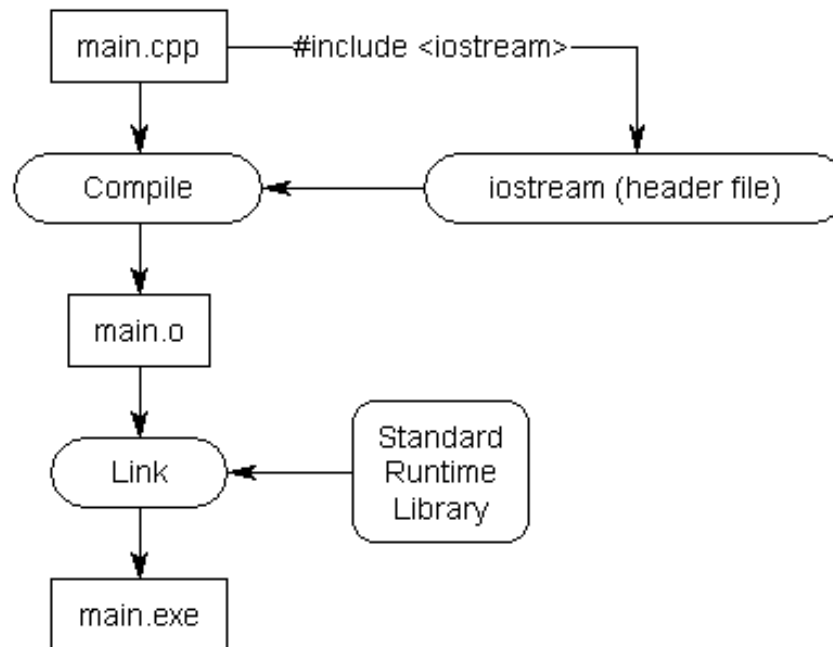 main.cpp
#include <iostream>
Compile
iostream (header file)
main.o
Link
Standard
Runtime
Library
main.exe